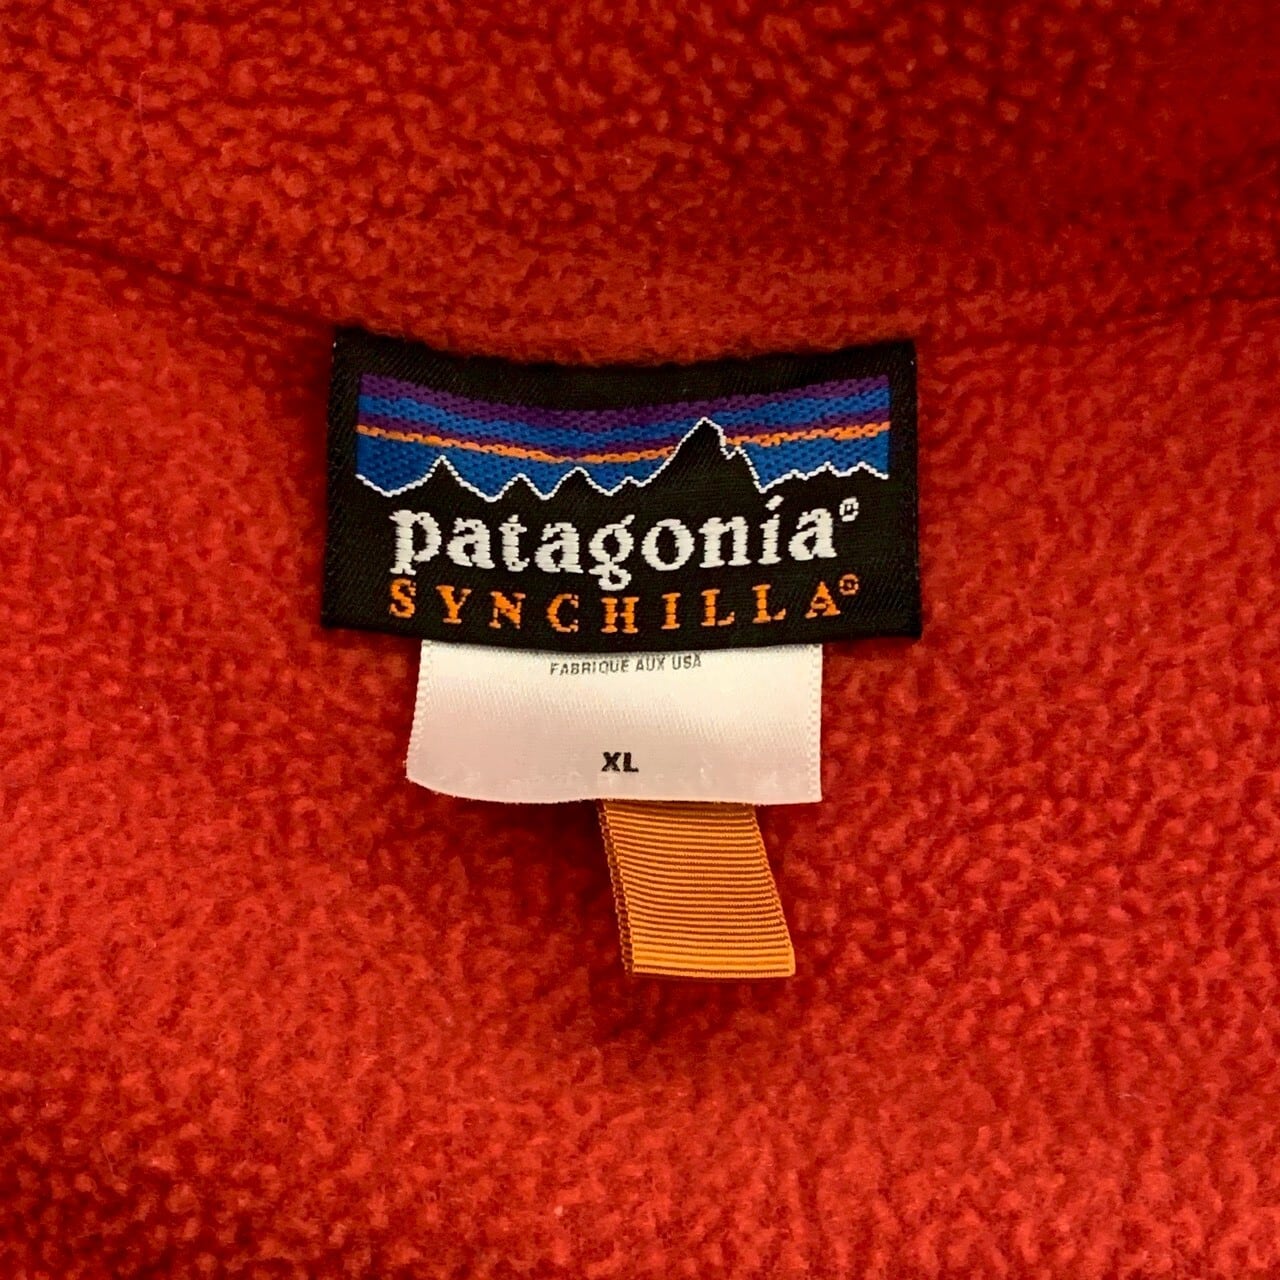 patagonia®
SYNCHILLA®
FABRIQUE AUX USA
XL